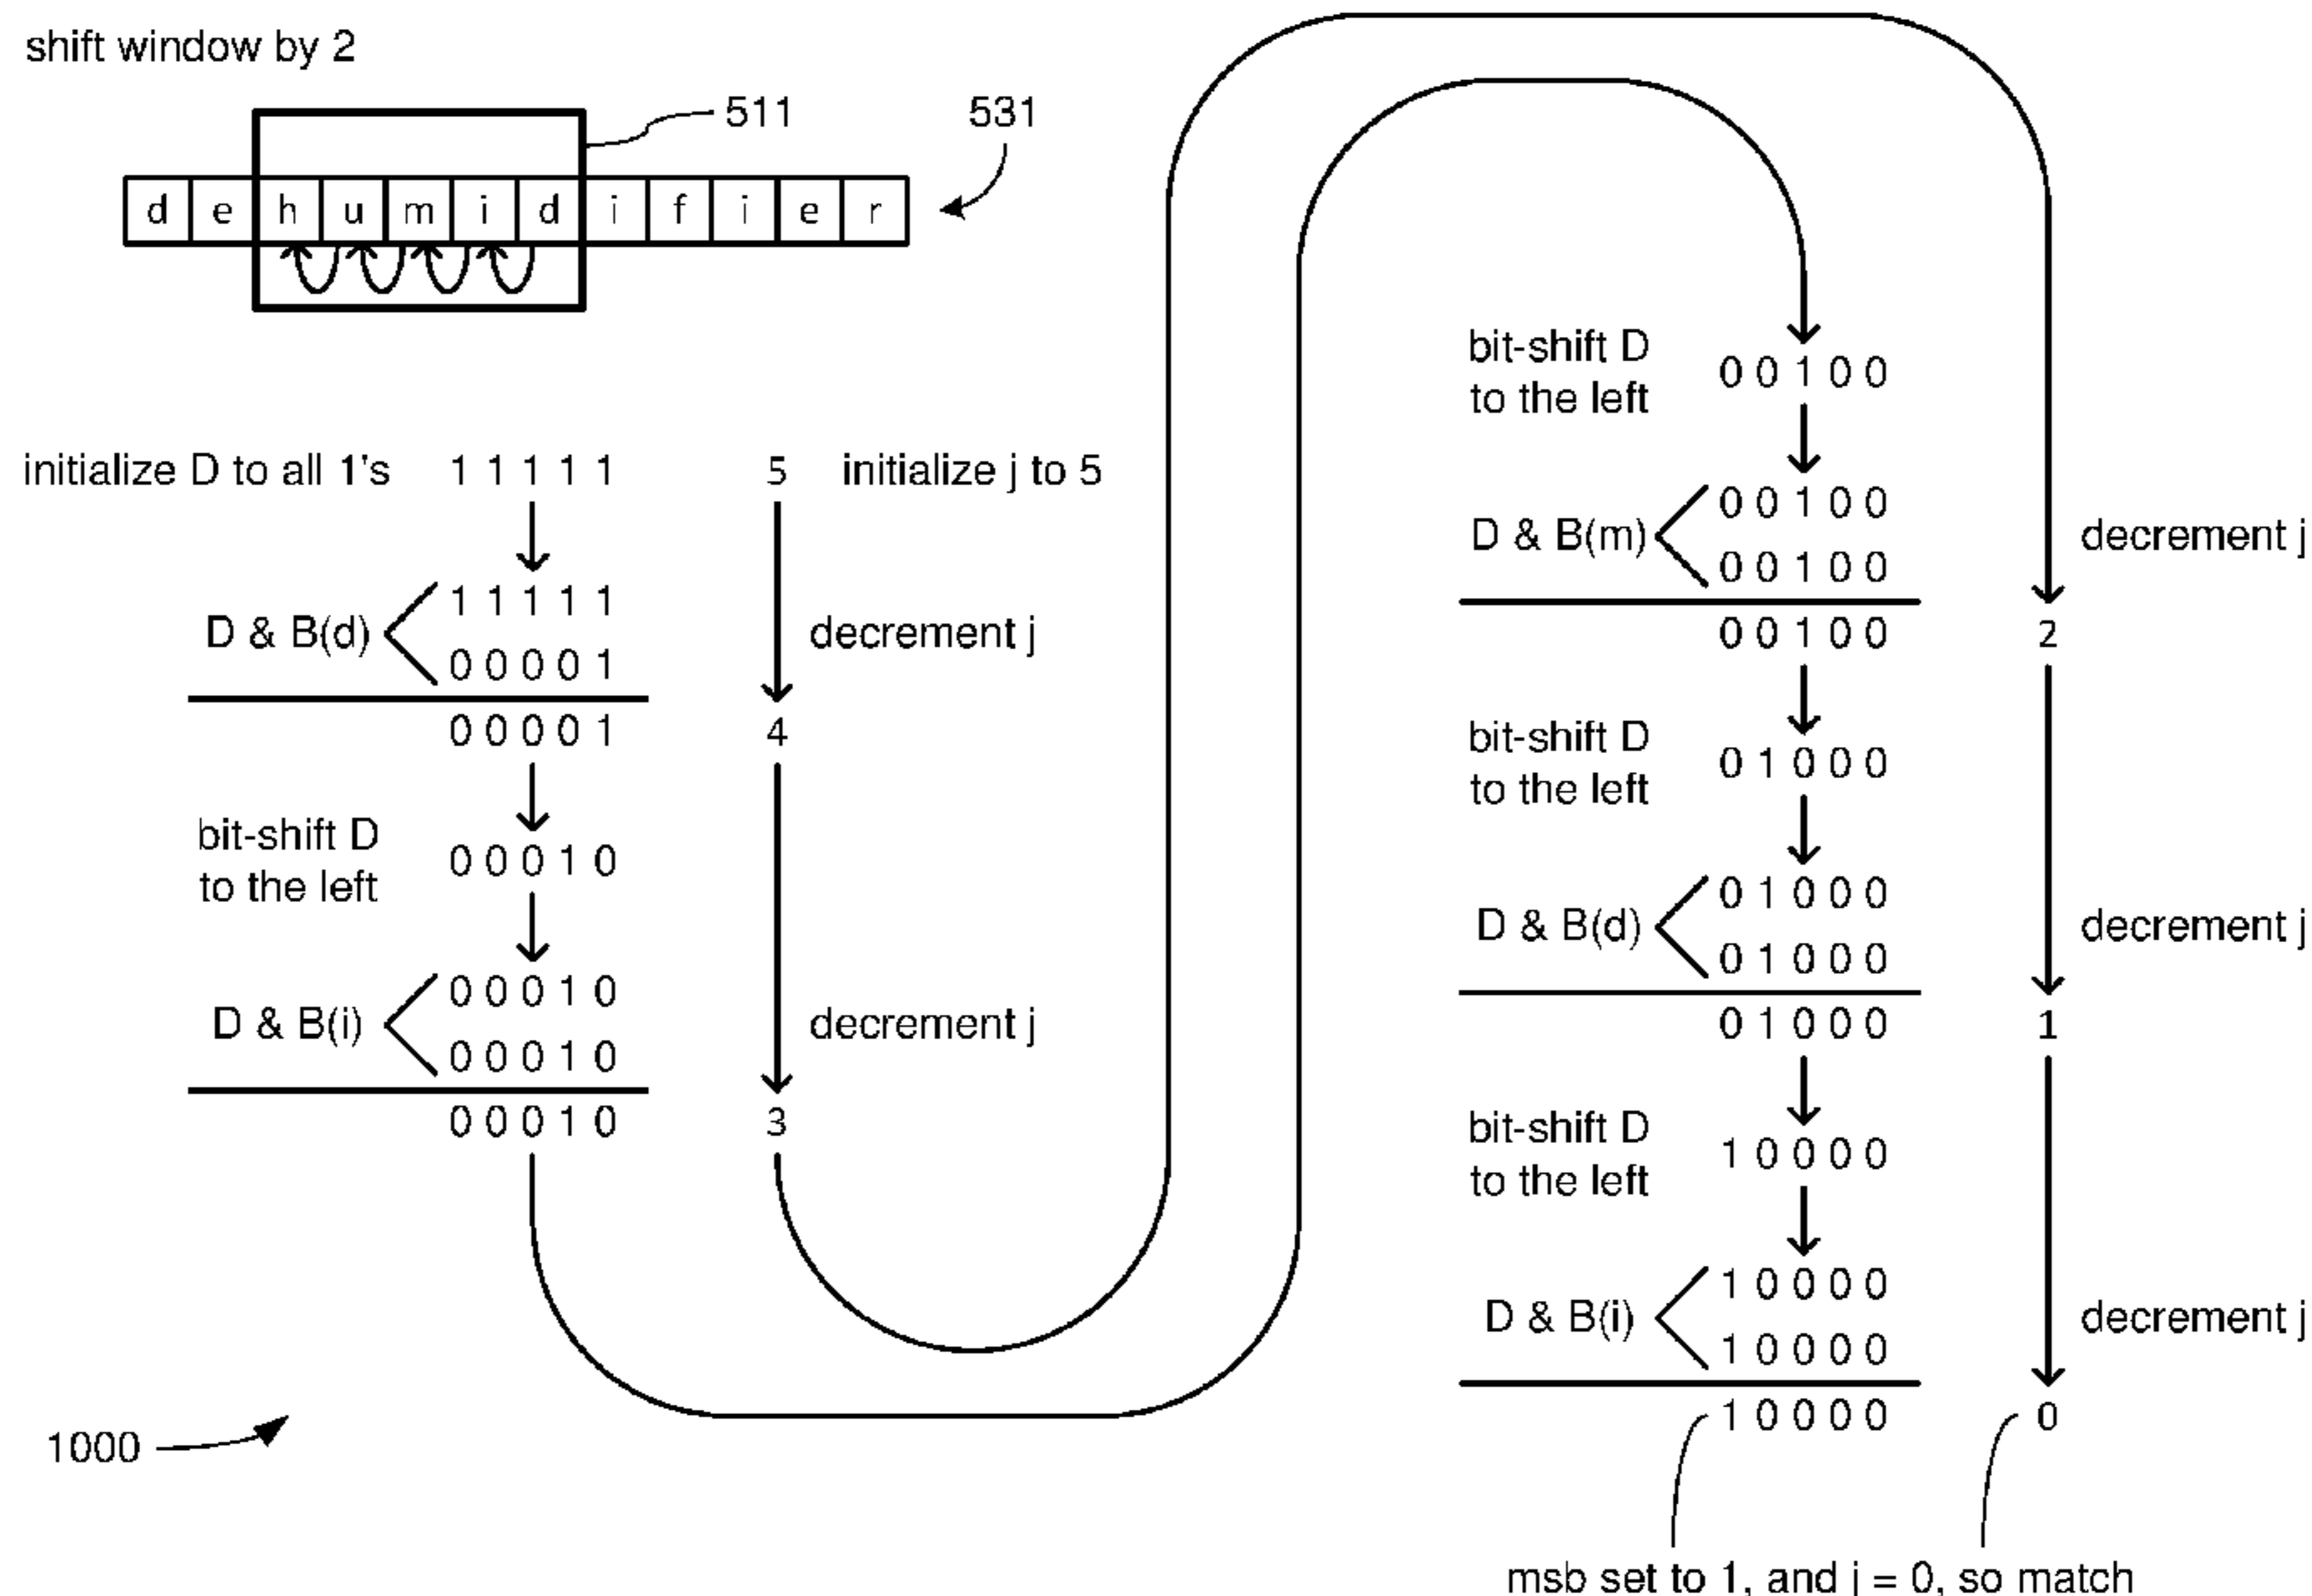 shift window by 2
511
531
d e h u m i d i f i e r
initialize D to all 1's 1 1 1 1 1 5 initialize j to 5
1 1 1 1 1
D & B(d) decrement j
0 0 0 0 1
0 0 0 0 1 4
bit-shift D
to the left
0 0 0 1 0
0 0 0 1 0
D & B(i) decrement j
0 0 0 1 0
0 0 0 1 0 3
bit-shift D
to the left
0 0 1 0 0
0 0 1 0 0
D & B(m) decrement j
0 0 1 0 0
0 0 1 0 0 2
bit-shift D
to the left
0 1 0 0 0
0 1 0 0 0
D & B(d) decrement j
0 1 0 0 0
0 1 0 0 0 1
bit-shift D
to the left
1 0 0 0 0
1 0 0 0 0
D & B(i) decrement j
1 0 0 0 0
1 0 0 0 0 0
1000
msb set to 1, and j = 0, so match